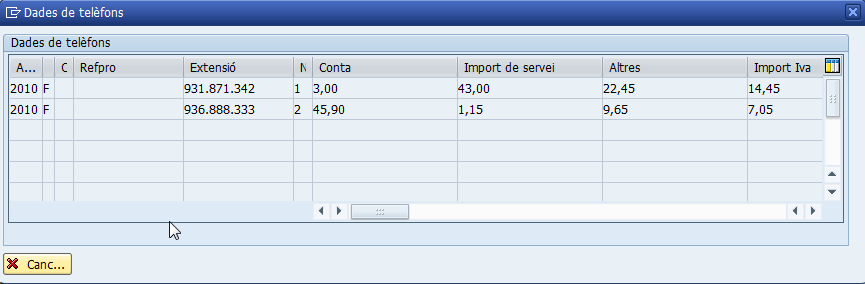 Dades de telèfons
Dades de telèfons
A... C Refpro Extensió N Conta Import de servei Altres Import Iva
2010 F 931.871.342 1 3,00 43,00 22,45 14,45
2010 F 936.888.333 2 45,90 1,15 9,65 7,05
Canc...